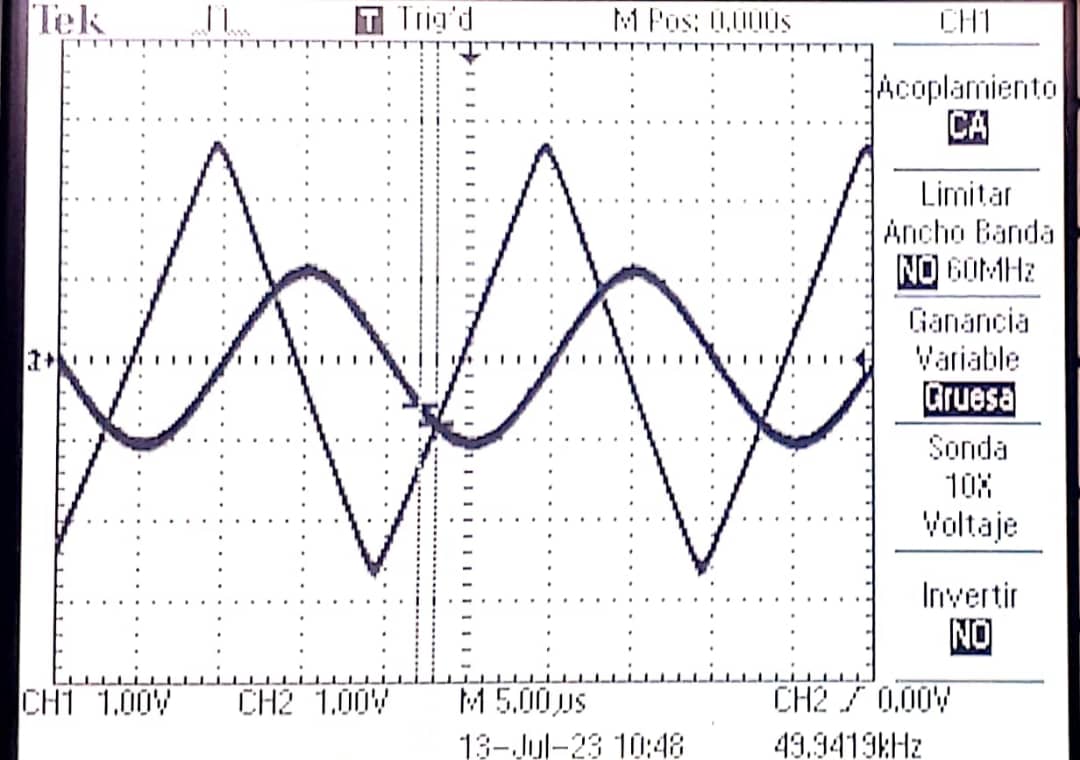 Tek T Trig'd M Pos: 0.000s CH1
Acoplamiento
CA
Limitar
Ancho Banda
NO 60MHz
Ganancia
Variable
Gruesa
Sonda
10X
Voltaje
Invertir
NO
CH1 1.00V CH2 1.00V M 5.00µs CH2 / 0.00V
13-Jul-23 10:48 49.9419kHz